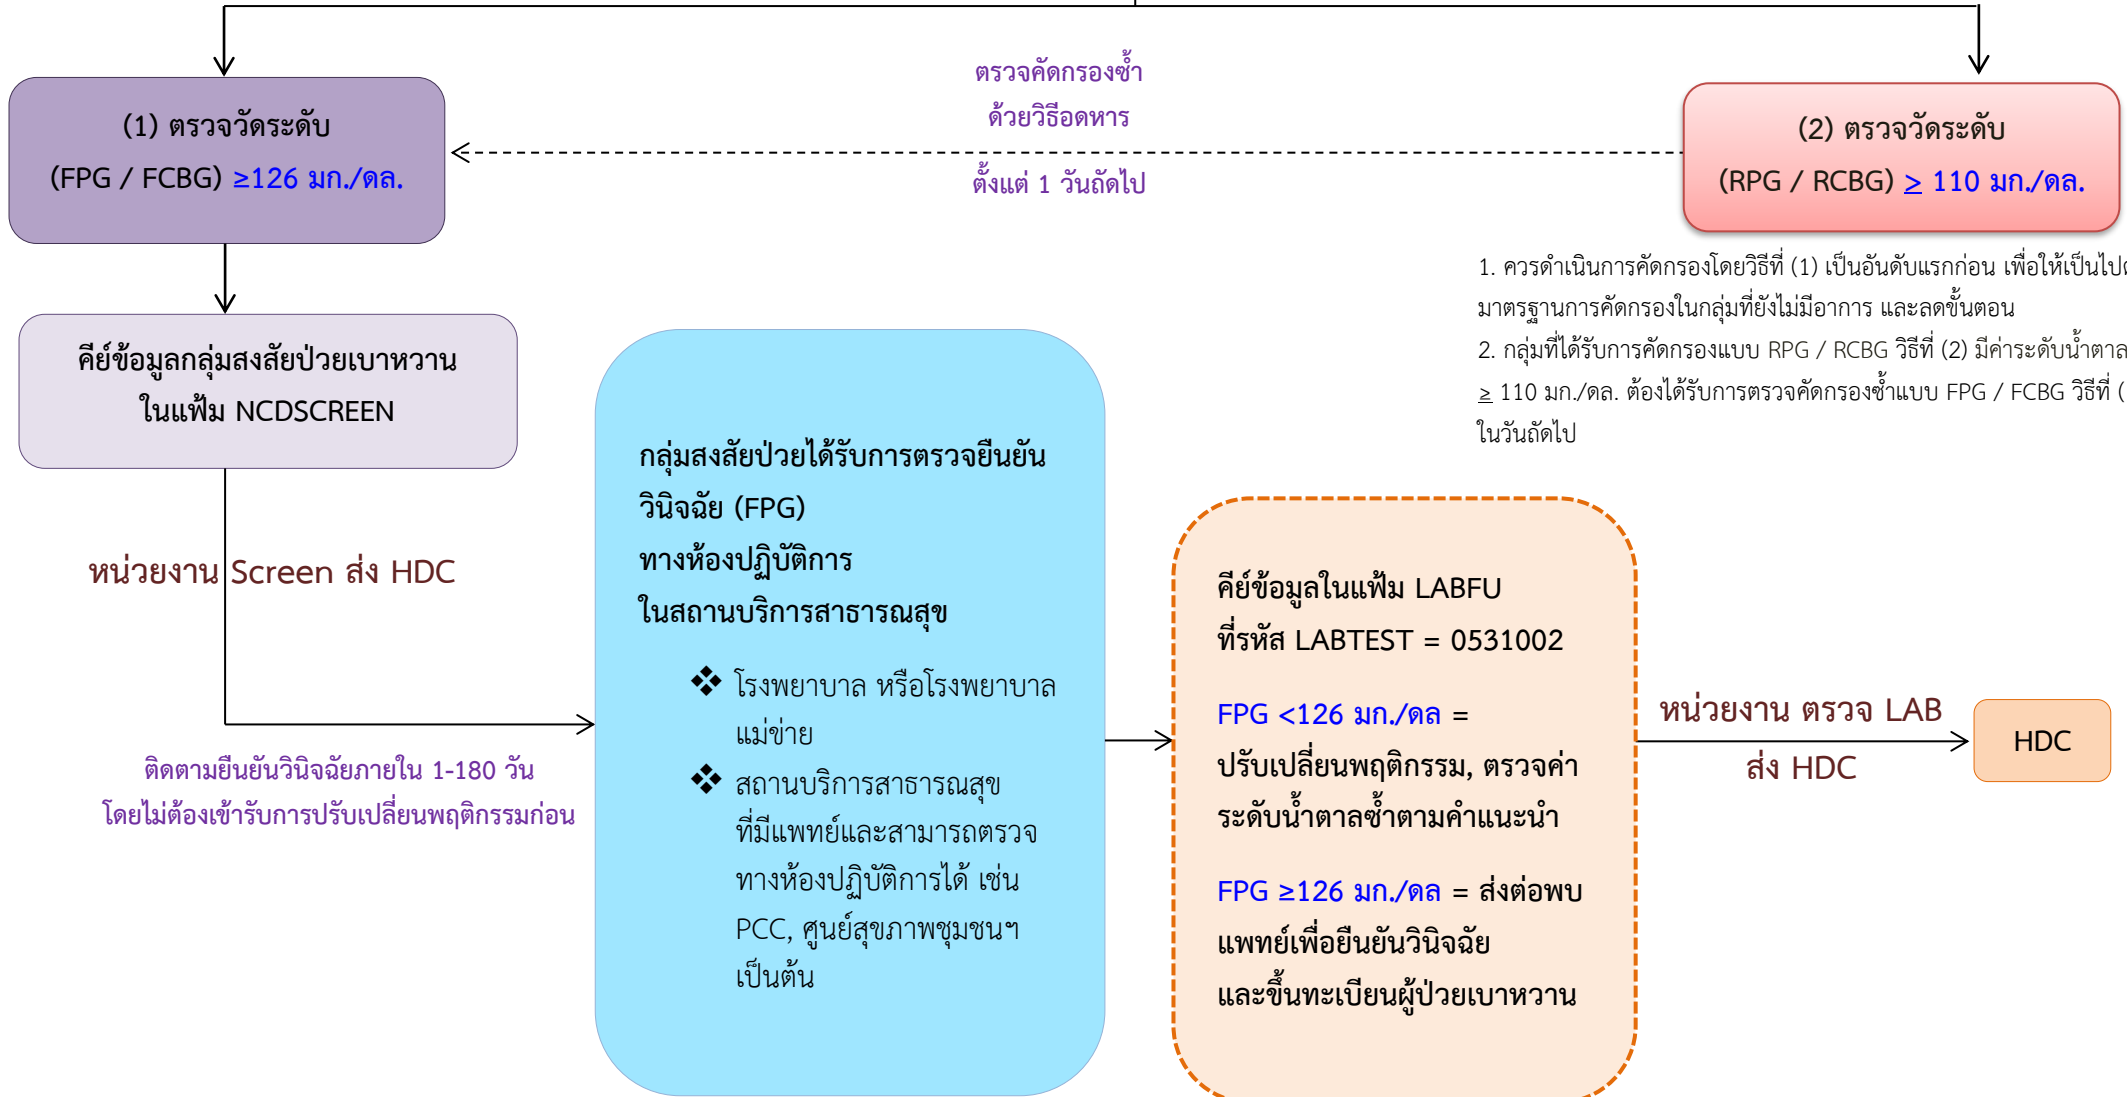 ตรวจคัดกรองซ้ำ
ด้วยวิธีอดหาร
ตั้งแต่ 1 วันถัดไป
(1) ตรวจวัดระดับ
(FPG / FCBG) ≥126 มก./ดล.
(2) ตรวจวัดระดับ
(RPG / RCBG) ≥ 110 มก./ดล.
1. ควรดำเนินการคัดกรองโดยวิธีที่ (1) เป็นอันดับแรกก่อน เพื่อให้เป็นไป
มาตรฐานการคัดกรองในกลุ่มที่ยังไม่มีอาการ และลดขั้นตอน
2. กลุ่มที่ได้รับการคัดกรองแบบ RPG / RCBG วิธีที่ (2) มีค่าระดับน้ำตาล
≥ 110 มก./ดล. ต้องได้รับการตรวจคัดกรองซ้ำแบบ FPG / FCBG วิธีที่ (
ในวันถัดไป
คีย์ข้อมูลกลุ่มสงสัยป่วยเบาหวาน
ในแฟ้ม NCDSCREEN
หน่วยงาน Screen ส่ง HDC
ติดตามยืนยันวินิจฉัยภายใน 1-180 วัน
โดยไม่ต้องเข้ารับการปรับเปลี่ยนพฤติกรรมก่อน
กลุ่มสงสัยป่วยได้รับการตรวจยืนยัน
วินิจฉัย (FPG)
ทางห้องปฏิบัติการ
ในสถานบริการสาธารณสุข
❖ โรงพยาบาล หรือโรงพยาบาล
แม่ข่าย
❖ สถานบริการสาธารณสุข
ที่มีแพทย์และสามารถตรวจ
ทางห้องปฏิบัติการได้ เช่น
PCC, ศูนย์สุขภาพชุมชนฯ
เป็นต้น
คีย์ข้อมูลในแฟ้ม LABFU
ที่รหัส LABTEST = 0531002
FPG <126 มก./ดล =
ปรับเปลี่ยนพฤติกรรม, ตรวจค่า
ระดับน้ำตาลซ้ำตามคำแนะนำ
FPG ≥126 มก./ดล = ส่งต่อพบ
แพทย์เพื่อยืนยันวินิจฉัย
และขึ้นทะเบียนผู้ป่วยเบาหวาน
หน่วยงาน ตรวจ LAB
ส่ง HDC
HDC